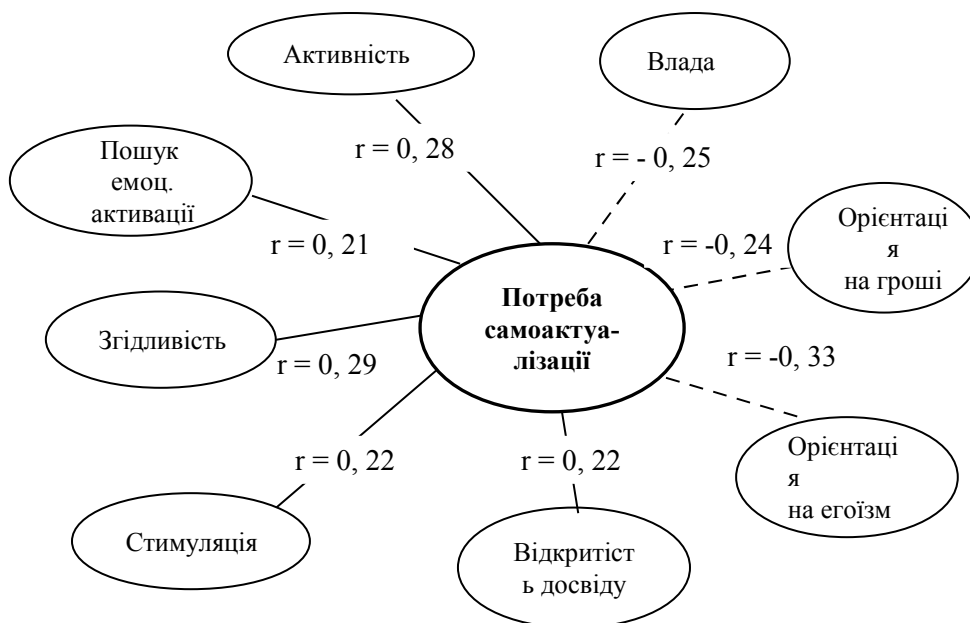 Активність
Влада
r = 0, 28
r = - 0, 25
Пошук
емоц.
активації
r = 0, 21
r = -0, 24
Орієнтаці
я
на гроші
Потреба
самоактуа-
лізації
Згідливість
r = 0, 29
r = -0, 33
r = 0, 22
r = 0, 22
Орієнтаці
я
на егоїзм
Стимуляція
Відкритіст
ь досвіду